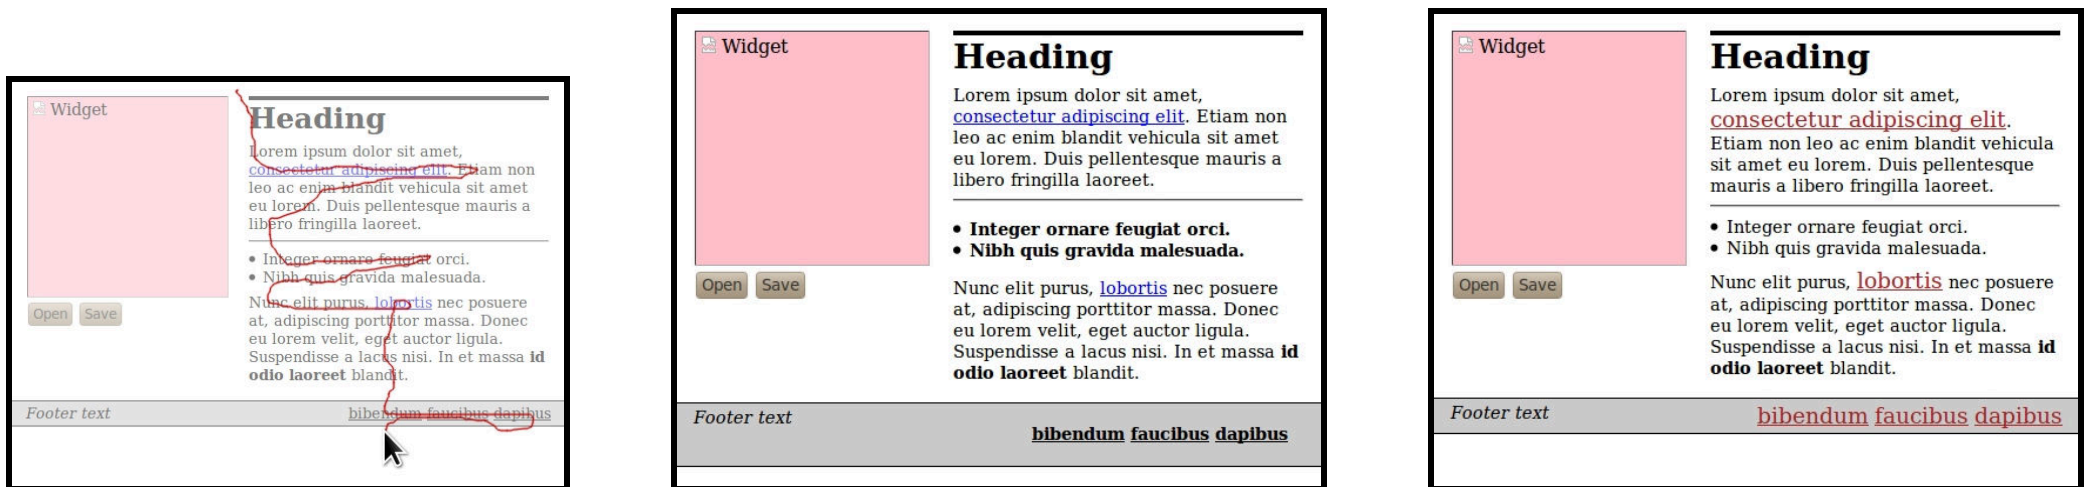 Widget
Heading
Lorem ipsum dolor sit amet,
consectetur adipiscing elit. Etiam non
leo ac enim blandit vehicula sit amet
eu lorem. Duis pellentesque mauris a
libero fringilla laoreet.
• Integer ornare feugiat orci.
• Nibh quis gravida malesuada.
Open Save
Nunc elit purus, lobortis nec posuere
at, adipiscing porttitor massa. Donec
eu lorem velit, eget auctor ligula.
Suspendisse a lacus nisi. In et massa id
odio laoreet blandit.
Footer text
bibendum faucibus dapibus
Widget
Heading
Lorem ipsum dolor sit amet,
consectetur adipiscing elit. Etiam non
leo ac enim blandit vehicula sit amet
eu lorem. Duis pellentesque mauris a
libero fringilla laoreet.
• Integer ornare feugiat orci.
• Nibh quis gravida malesuada.
Open Save
Nunc elit purus, lobortis nec posuere
at, adipiscing porttitor massa. Donec
eu lorem velit, eget auctor ligula.
Suspendisse a lacus nisi. In et massa id
odio laoreet blandit.
Footer text
bibendum faucibus dapibus
Widget
Heading
Lorem ipsum dolor sit amet,
consectetur adipiscing elit.
Etiam non leo ac enim blandit vehicula
sit amet eu lorem. Duis pellentesque
mauris a libero fringilla laoreet.
• Integer ornare feugiat orci.
• Nibh quis gravida malesuada.
Open Save
Nunc elit purus, lobortis nec posuere
at, adipiscing porttitor massa. Donec
eu lorem velit, eget auctor ligula.
Suspendisse a lacus nisi. In et massa id
odio laoreet blandit.
Footer text
bibendum faucibus dapibus